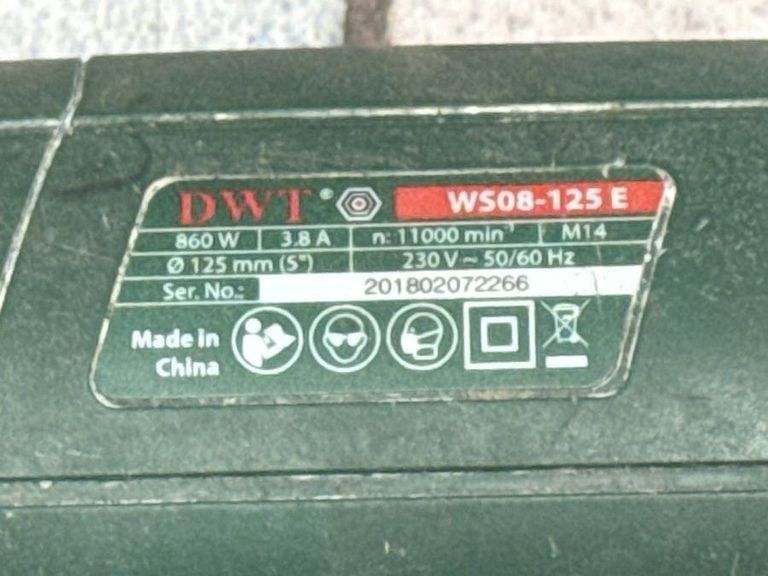 DWT® WS08-125 E
860 W 3.8 A n: 11000 min⁻¹ M14
Ø 125 mm (5") 230 V ~ 50/60 Hz
Ser. No.: 201802072266
Made in
China